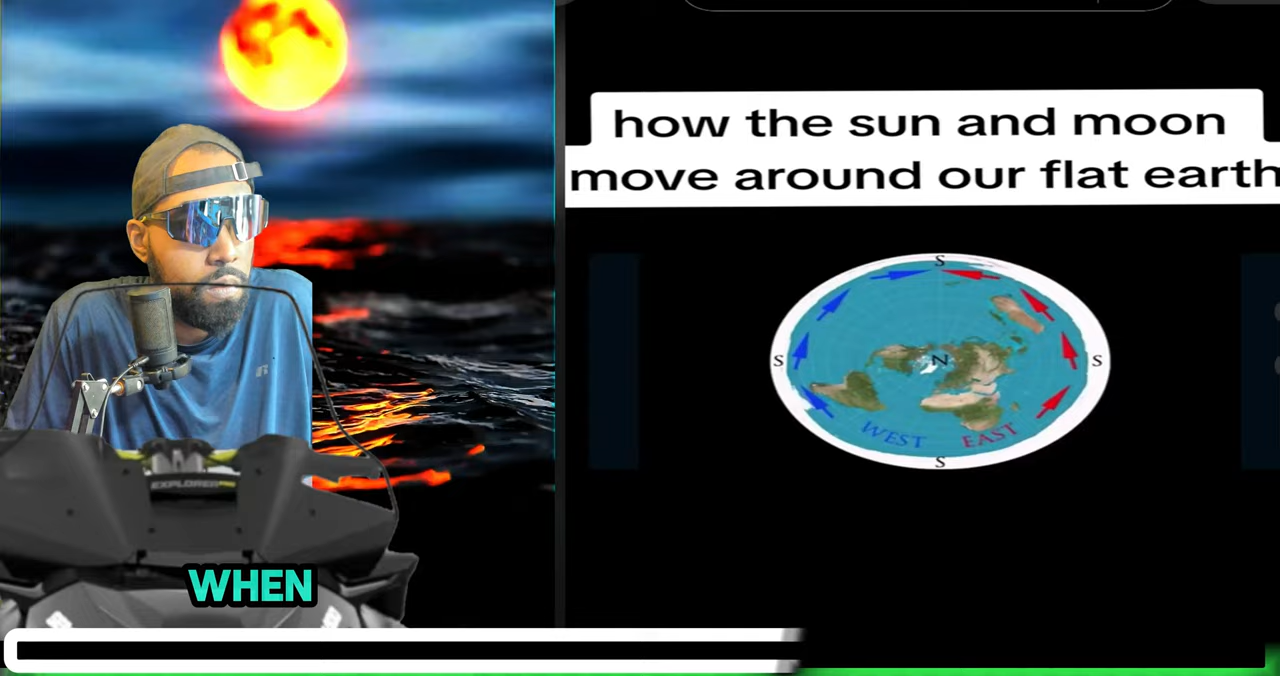 how the sun and moon
move around our flat earth
S
S
N
S
WEST EAST
S
EXPLORER
WHEN